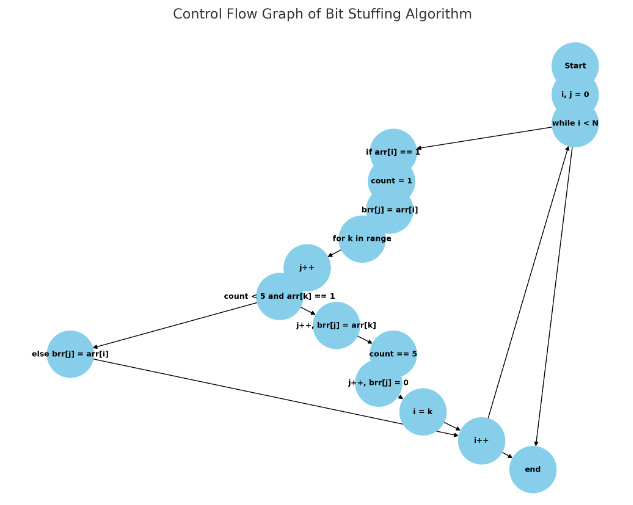 Control Flow Graph of Bit Stuffing Algorithm
Start
i, j = 0
while i < N
if arr[i] == 1
count = 1
brr[j] = arr[i]
for k in range
j++
count < 5 and arr[k] == 1
j++, brr[j] = arr[k]
else brr[j] = arr[i]
count == 5
j++, brr[j] = 0
i = k
i++
end